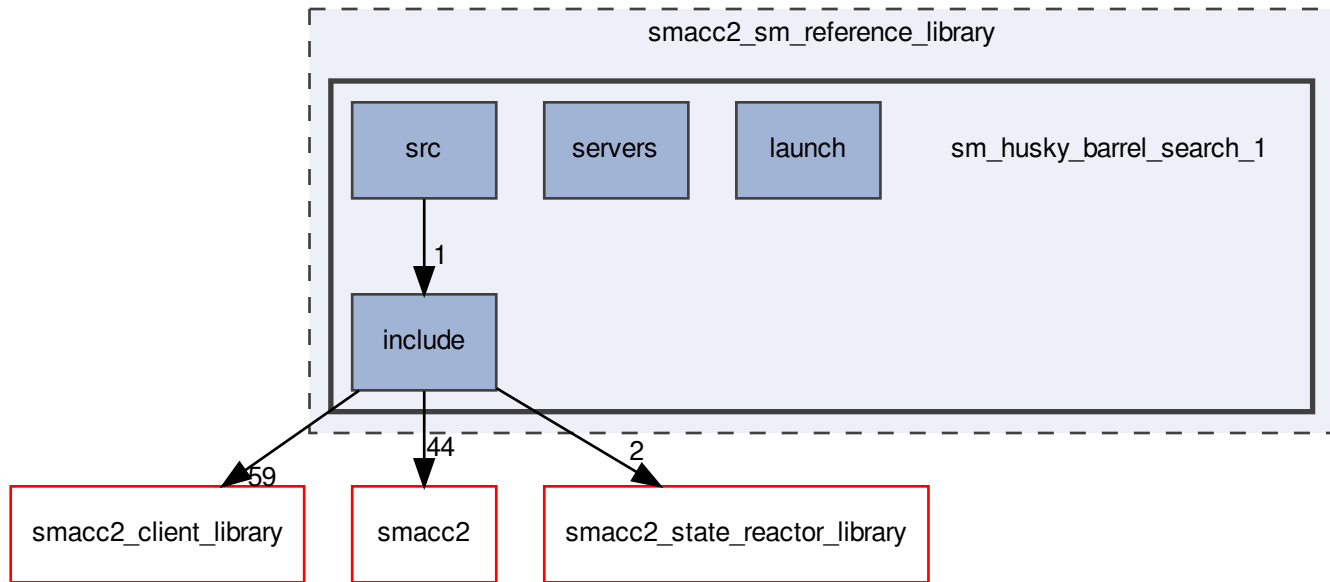 smacc2_sm_reference_library
src
servers
launch
sm_husky_barrel_search_1
1
include
59
44
2
smacc2_client_library
smacc2
smacc2_state_reactor_library